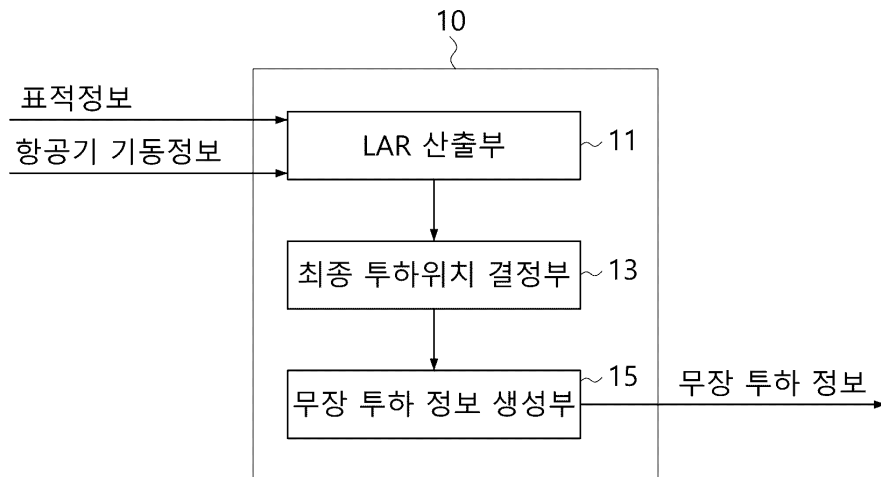 10
표적정보
항공기 기동정보
LAR 산출부
11
최종 투하위치 결정부
13
무장 투하 정보 생성부
15
무장 투하 정보